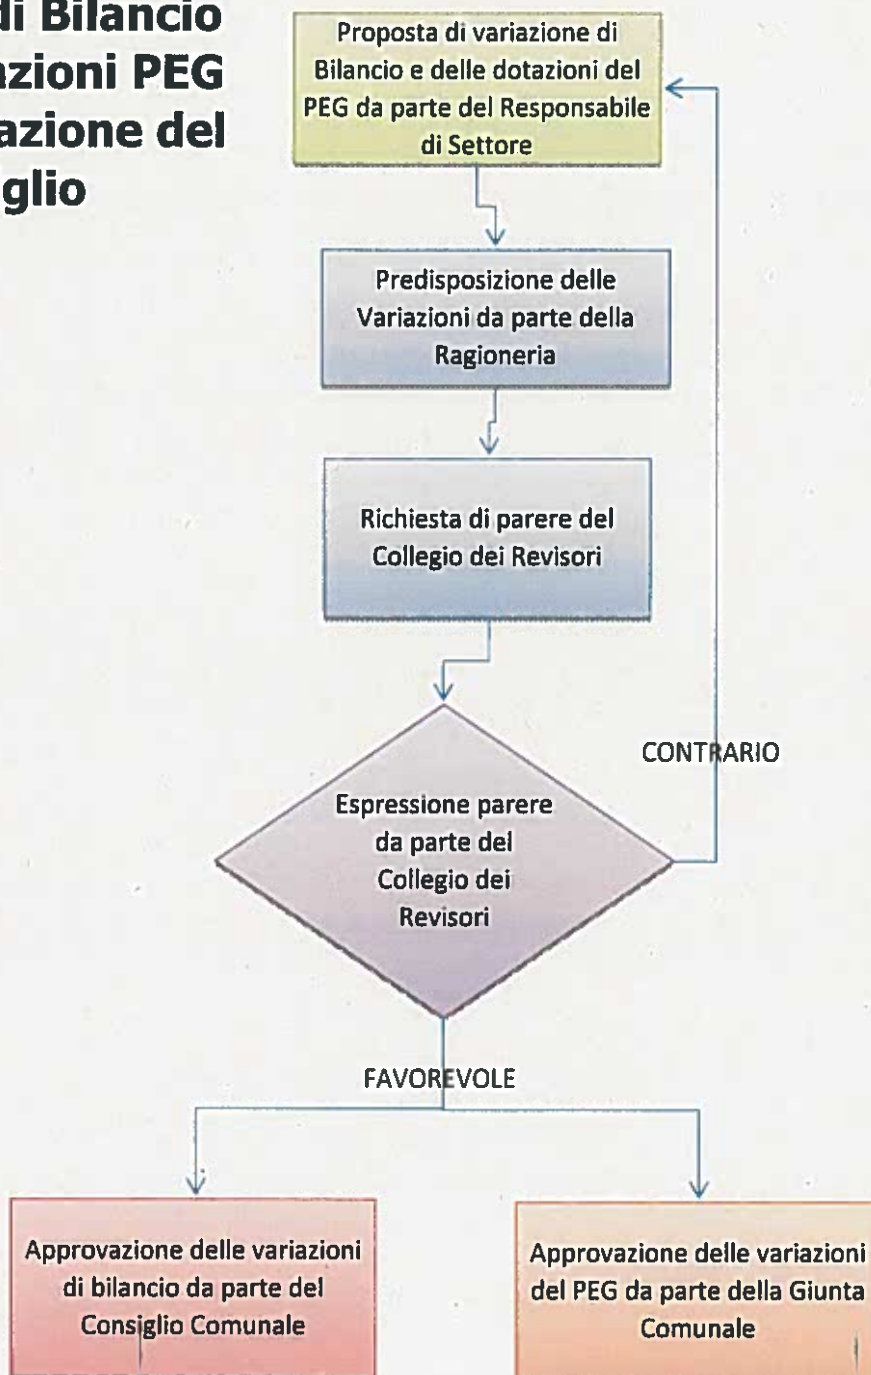 di Bilancio
azioni PEG
azione del
glio
Proposta di variazione di
Bilancio e delle dotazioni del
PEG da parte del Responsabile
di Settore
Predisposizione delle
Variazioni da parte della
Ragioneria
Richiesta di parere del
Collegio dei Revisori
Espressione parere
da parte del
Collegio dei
Revisori
CONTRARIO
FAVOREVOLE
Approvazione delle variazioni
di bilancio da parte del
Consiglio Comunale
Approvazione delle variazioni
del PEG da parte della Giunta
Comunale